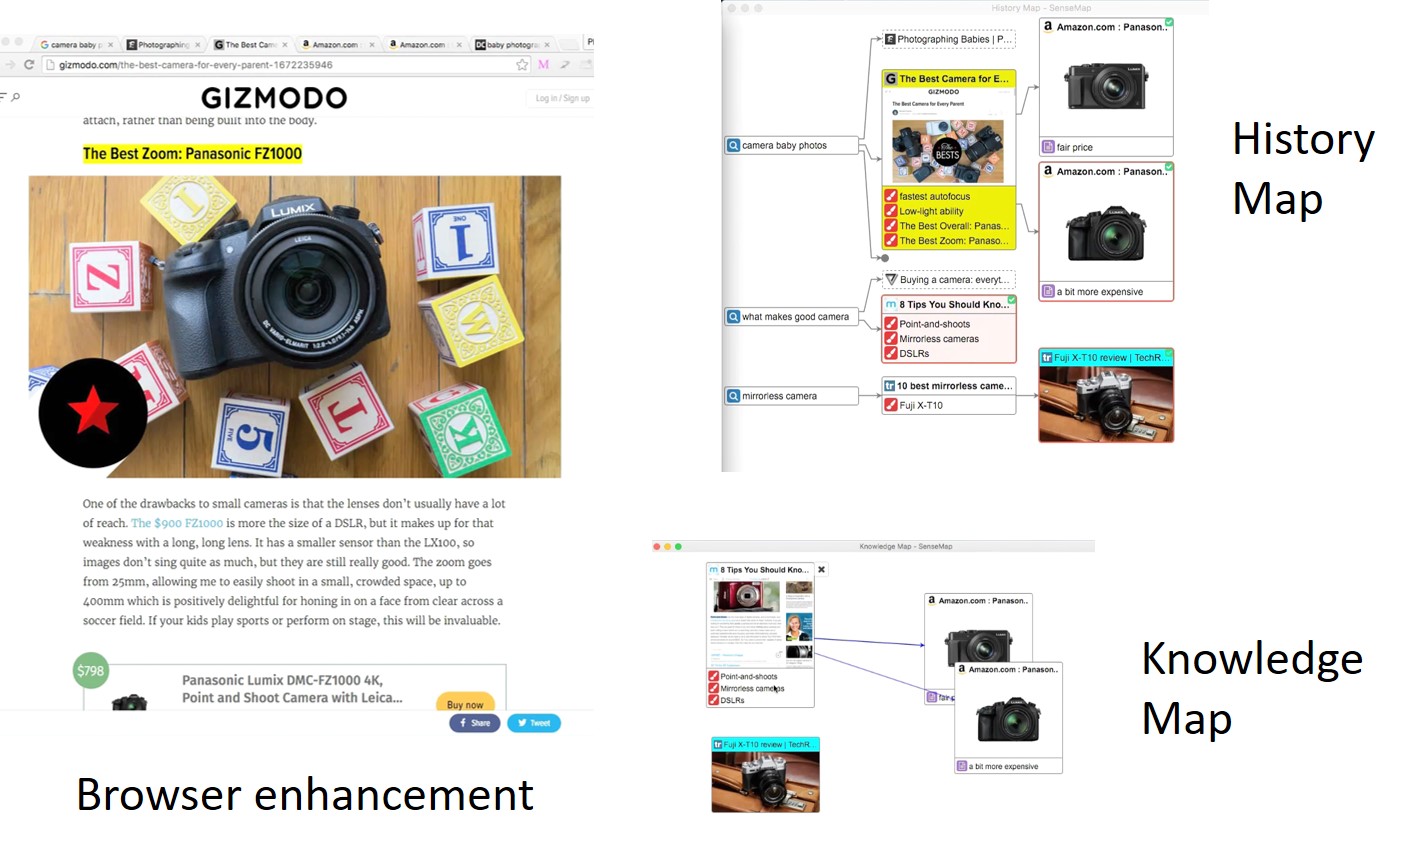 camera baby p
Photographing
The Best Cam
Amazon.com :
Amazon.com :
baby photogra
gizmodo.com/the-best-camera-for-every-parent-1672235946
GIZMODO
Log in / Sign up
attach, rather than being built into the body.
The Best Zoom: Panasonic FZ1000
LUMIX
LEICA
ONE
FIVE
One of the drawbacks to small cameras is that the lenses don't usually have a lot
of reach. The $900 FZ1000 is more the size of a DSLR, but it makes up for that
weakness with a long, long lens. It has a smaller sensor than the LX100, so
images don't sing quite as much, but they are still really good. The zoom goes
from 25mm, allowing me to easily shoot in a small, crowded space, up to
400mm which is positively delightful for honing in on a face from clear across a
soccer field. If your kids play sports or perform on stage, this will be invaluable.
$798
Panasonic Lumix DMC-FZ1000 4K,
Point and Shoot Camera with Leica...
Buy now
Share
Tweet
Browser enhancement
History Map - SenseMap
camera baby photos
what makes good camera
mirrorless camera
Photographing Babies | P...
The Best Camera for E...
GIZMODO
The Best Camera for Every Parent
The
BESTS
fastest autofocus
Low-light ability
The Best Overall: Panas...
The Best Zoom: Panaso...
Buying a camera: everyt...
8 Tips You Should Kno...
Point-and-shoots
Mirrorless cameras
DSLRs
10 best mirrorless came...
Fuji X-T10
Amazon.com : Panason..
LUMIX
fair price
Amazon.com : Panason..
a bit more expensive
Fuji X-T10 review | TechR...
History
Map
Knowledge Map - SenseMap
8 Tips You Should Kno...
Point-and-shoots
Mirrorless cameras
DSLRs
Fuji X-T10 review | TechR...
Amazon.com : Panason..
fair p
Amazon.com : Panason..
a bit more expensive
Knowledge
Map